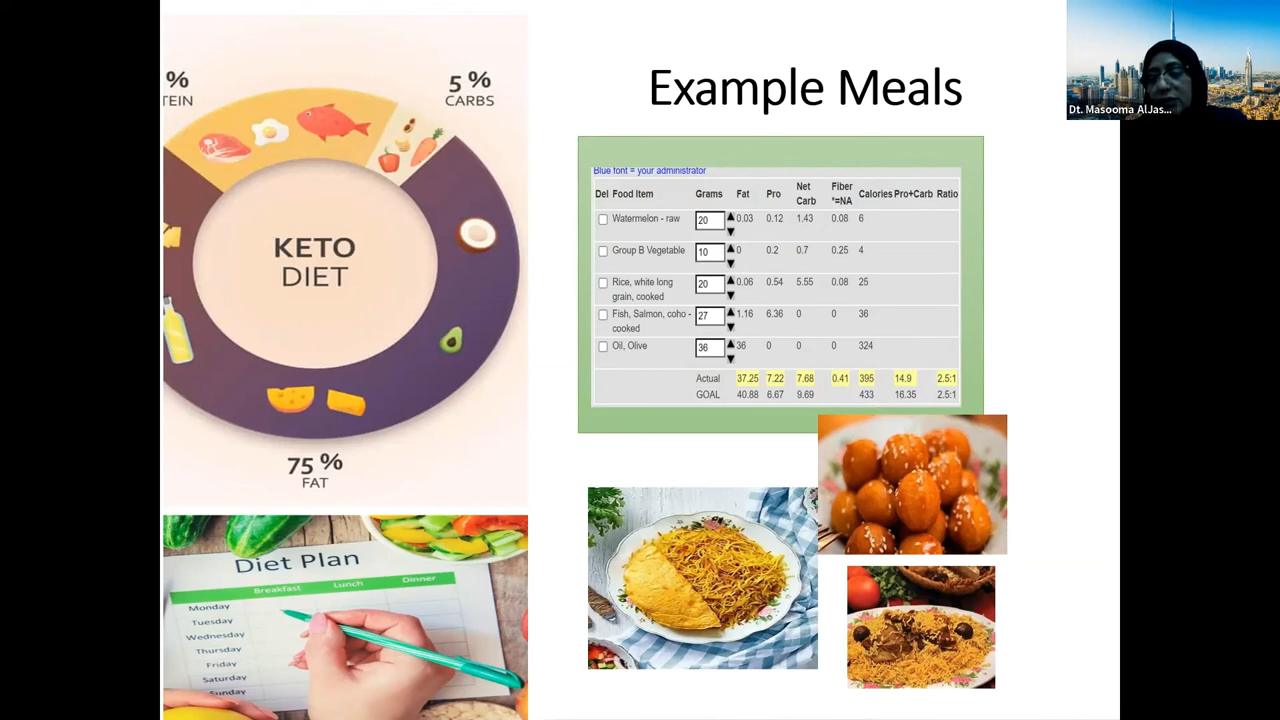 %
TEIN
5 %
CARBS
KETO
DIET
75 %
FAT
Diet Plan
Breakfast Lunch Dinner
Monday
Tuesday
Wednesday
Thursday
Friday
Saturday
Sunday
Example Meals
Blue font = your administrator
Del Food Item Grams Fat Pro Net Carb Fiber *=NA Calories Pro+Carb Ratio
Watermelon - raw 20 0.03 0.12 1.43 0.08 6
Group B Vegetable 10 0 0.2 0.7 0.25 4
Rice, white long 20 0.06 0.54 5.55 0.08 25
grain, cooked
Fish, Salmon, coho - 27 1.16 6.36 0 0 36
cooked
Oil, Olive 36 36 0 0 0 324
Actual 37.25 7.22 7.68 0.41 395 14.9 2.5:1
GOAL 40.88 6.67 9.69 433 16.35 2.5:1
Dt. Masooma AlJas...